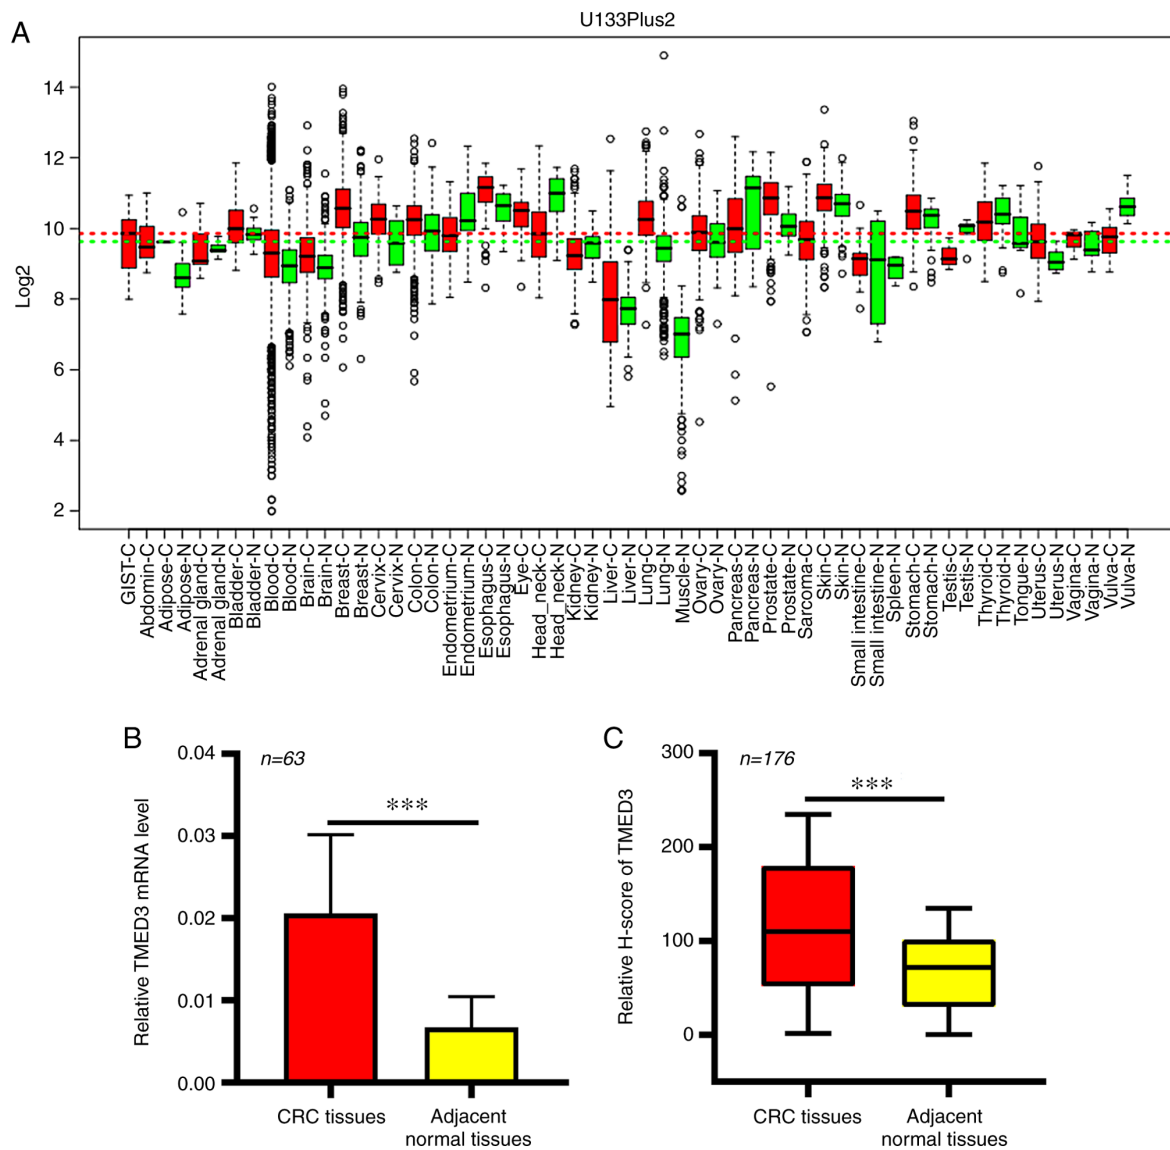 A
U133Plus2
Log2
14
12
10
8
6
4
2
GIST-C
Abdomin-C
Adipose-C
Adipose-N
Adrenal gland-C
Adrenal gland-N
Bladder-C
Bladder-N
Blood-C
Blood-N
Brain-C
Brain-N
Breast-C
Breast-N
Cervix-C
Cervix-N
Colon-C
Colon-N
Endometrium-C
Endometrium-N
Esophagus-C
Esophagus-N
Eye-C
Head_neck-C
Head_neck-N
Kidney-C
Kidney-N
Liver-C
Liver-N
Lung-C
Lung-N
Muscle-N
Ovary-C
Ovary-N
Pancreas-C
Pancreas-N
Prostate-C
Prostate-N
Sarcoma-C
Skin-C
Skin-N
Small intestine-C
Small intestine-N
Spleen-N
Stomach-C
Stomach-N
Testis-C
Testis-N
Thyroid-C
Thyroid-N
Tongue-N
Uterus-C
Uterus-N
Vagina-C
Vagina-N
Vulva-C
Vulva-N
B
n=63
***
Relative TMED3 mRNA level
0.04
0.03
0.02
0.01
0.00
CRC tissues
Adjacent
normal tissues
C
n=176
***
Relative H-score of TMED3
300
200
100
0
CRC tissues
Adjacent
normal tissues